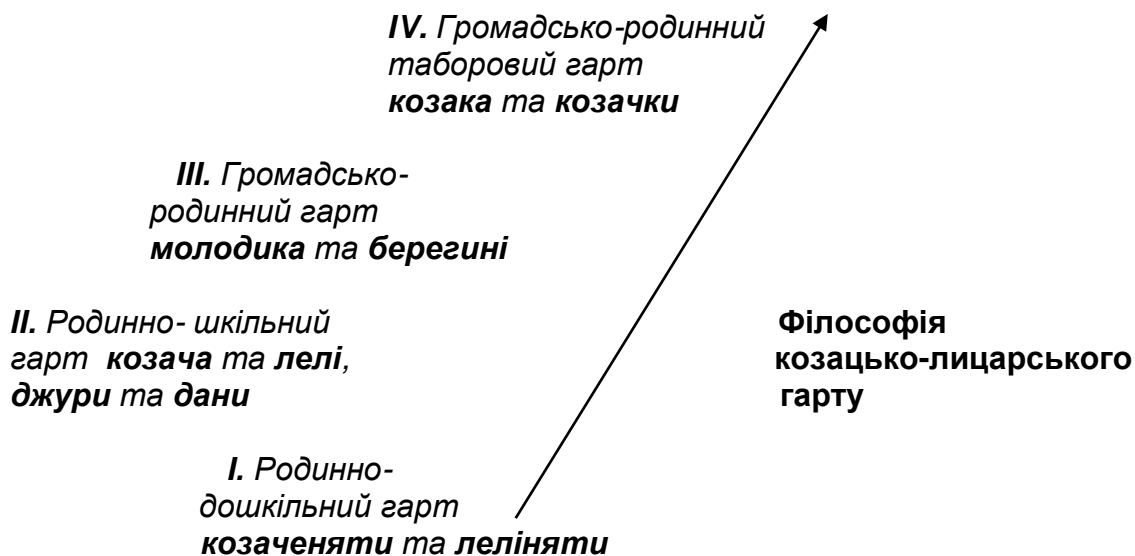 IV. Громадсько-родинний
таборовий гарт
козака та козачки
III. Громадсько-
родинний гарт
молодика та берегині
II. Родинно- шкільний
гарт козача та лелі,
джури та дани
Філософія
козацько-лицарського
гарту
I. Родинно-
дошкільний гарт
козаченяти та леліняти